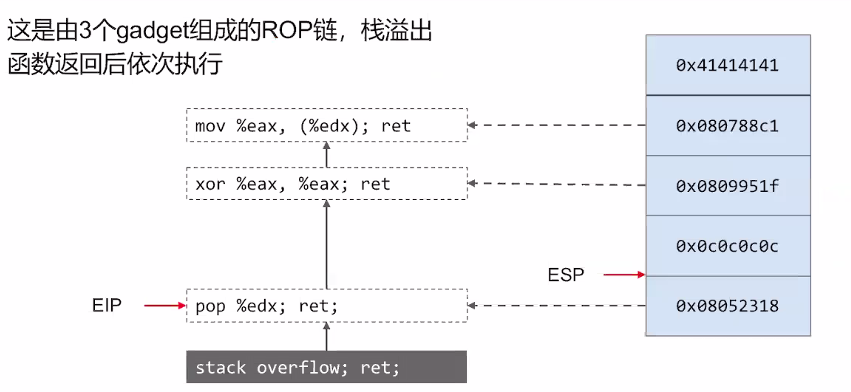 这是由3个gadget组成的ROP链，栈溢出
函数返回后依次执行
0x41414141
mov %eax, (%edx); ret
0x080788c1
xor %eax, %eax; ret
0x0809951f
0x0c0c0c0c
ESP
EIP
pop %edx; ret;
0x08052318
stack overflow; ret;